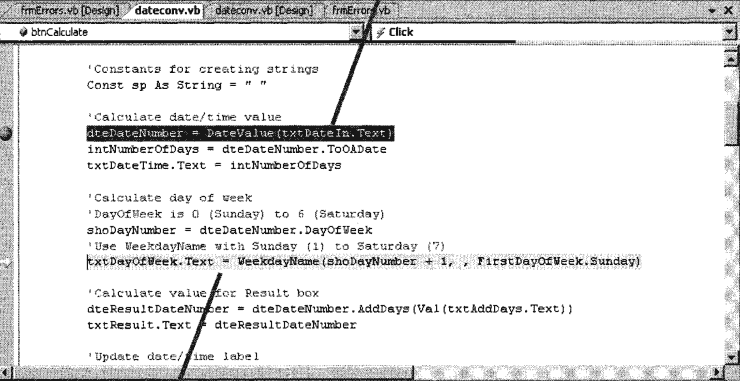 frmErrors.vb [Design] dateconv.vb dateconv.vb [Design] frmErrors.vb
btnCalculate Click
'Constants for creating strings
Const sp As String = " "
'Calculate date/time value
dteDateNumber = DateValue(txtDateIn.Text)
intNumberOfDays = dteDateNumber.ToOADate
txtDateTime.Text = intNumberOfDays
'Calculate day of week
'DayOfWeek is 0 (Sunday) to 6 (Saturday)
shoDayNumber = dteDateNumber.DayOfWeek
'Use WeekdayName with Sunday (1) to Saturday (7)
txtDayOfWeek.Text = WeekdayName(shoDayNumber + 1, , FirstDayOfWeek.Sunday)
'Calculate value for Result box
dteResultDateNumber = dteDateNumber.AddDays(Val(txtAddDays.Text))
txtResult.Text = dteResultDateNumber
'Update date/time label